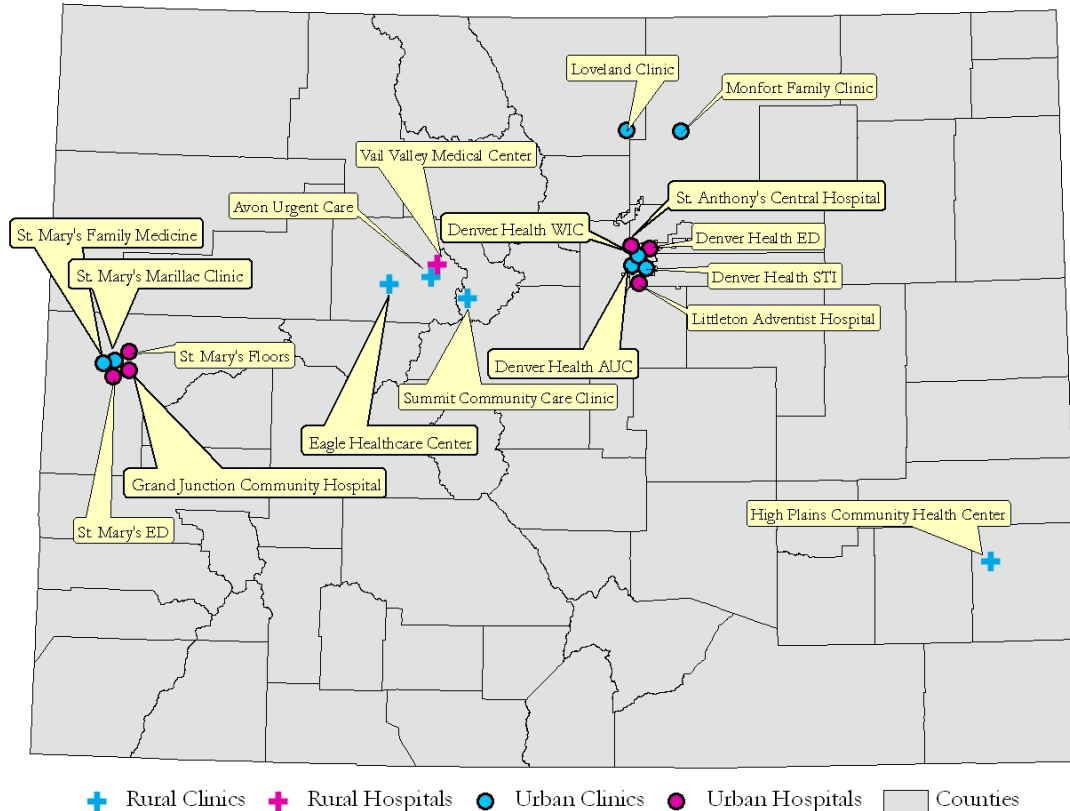 Loveland Clinic
Monfort Family Clinic
Vail Valley Medical Center
Avon Urgent Care
St. Anthony's Central Hospital
St. Mary's Family Medicine
Denver Health WIC
Denver Health ED
St. Mary's Marillac Clinic
Denver Health STI
Littleton Adventist Hospital
St. Mary's Floors
Denver Health AUC
Summit Community Care Clinic
Eagle Healthcare Center
Grand Junction Community Hospital
High Plains Community Health Center
St. Mary's ED
Rural Clinics Rural Hospitals Urban Clinics Urban Hospitals Counties